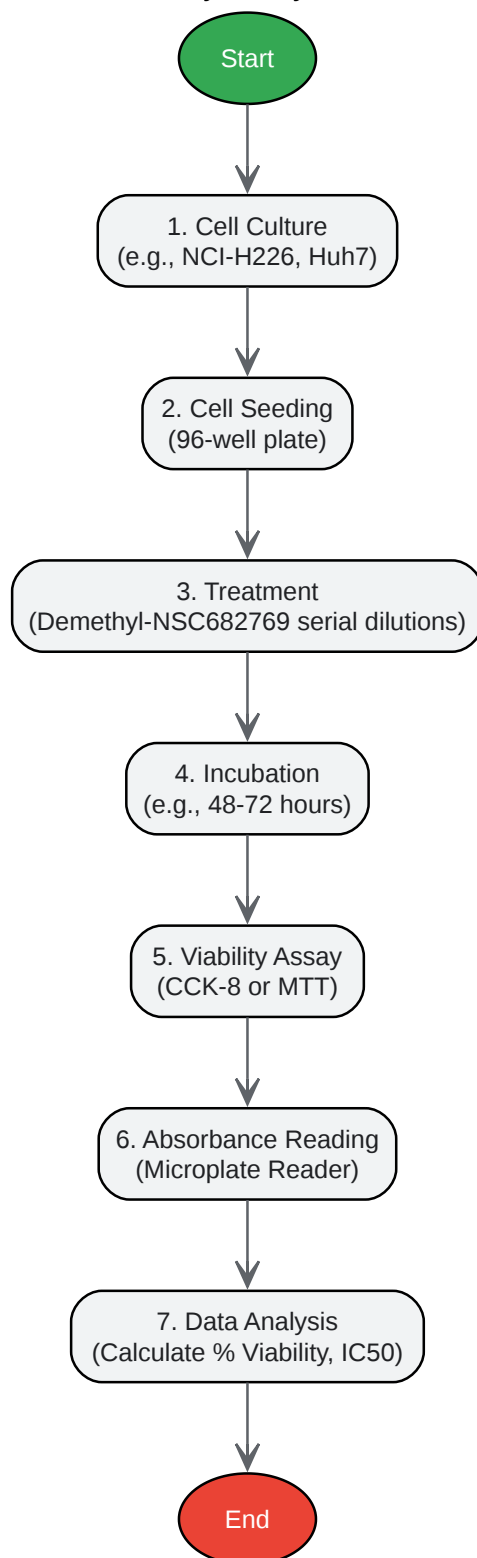 Start
1. Cell Culture
(e.g., NCI-H226, Huh7)
2. Cell Seeding
(96-well plate)
3. Treatment
(Demethyl-NSC682769 serial dilutions)
4. Incubation
(e.g., 48-72 hours)
5. Viability Assay
(CCK-8 or MTT)
6. Absorbance Reading
(Microplate Reader)
7. Data Analysis
(Calculate % Viability, IC50)
End